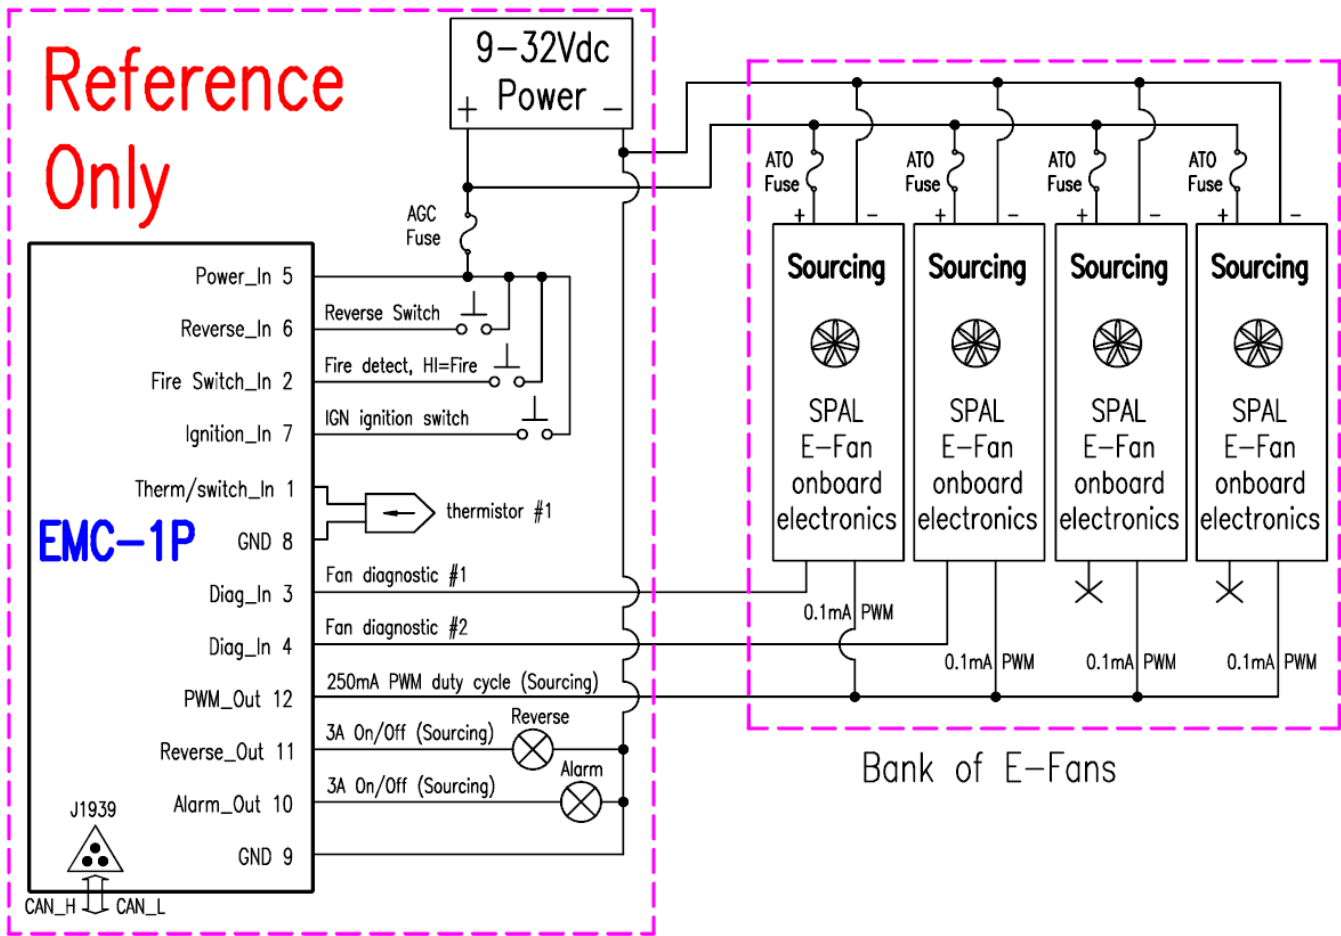 Reference
Only
9-32Vdc
Power
+ −
AGC
Fuse
Power_In 5
Reverse_In 6
Reverse Switch
Fire Switch_In 2
Fire detect, HI=Fire
Ignition_In 7
IGN ignition switch
Therm/switch_In 1
thermistor #1
EMC-1P
GND 8
Diag_In 3
Fan diagnostic #1
Diag_In 4
Fan diagnostic #2
PWM_Out 12
250mA PWM duty cycle (Sourcing)
Reverse_Out 11
3A On/Off (Sourcing)
Reverse
Alarm_Out 10
3A On/Off (Sourcing)
Alarm
GND 9
J1939
CAN_H CAN_L
ATO
Fuse
ATO
Fuse
ATO
Fuse
ATO
Fuse
+ −
+ −
+ −
+ −
Sourcing
SPAL
E-Fan
onboard
electronics
Sourcing
SPAL
E-Fan
onboard
electronics
Sourcing
SPAL
E-Fan
onboard
electronics
Sourcing
SPAL
E-Fan
onboard
electronics
0.1mA PWM
0.1mA PWM
0.1mA PWM
0.1mA PWM
Bank of E-Fans